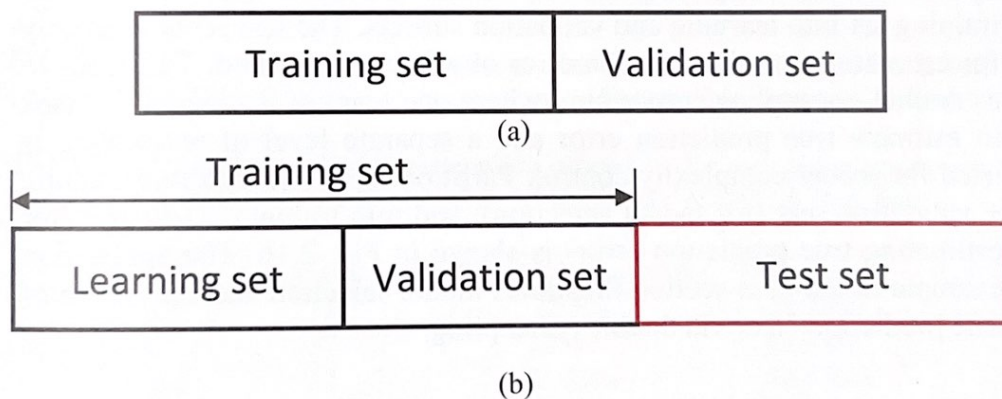 Training set Validation set
(a)
Training set
Learning set Validation set Test set
(b)